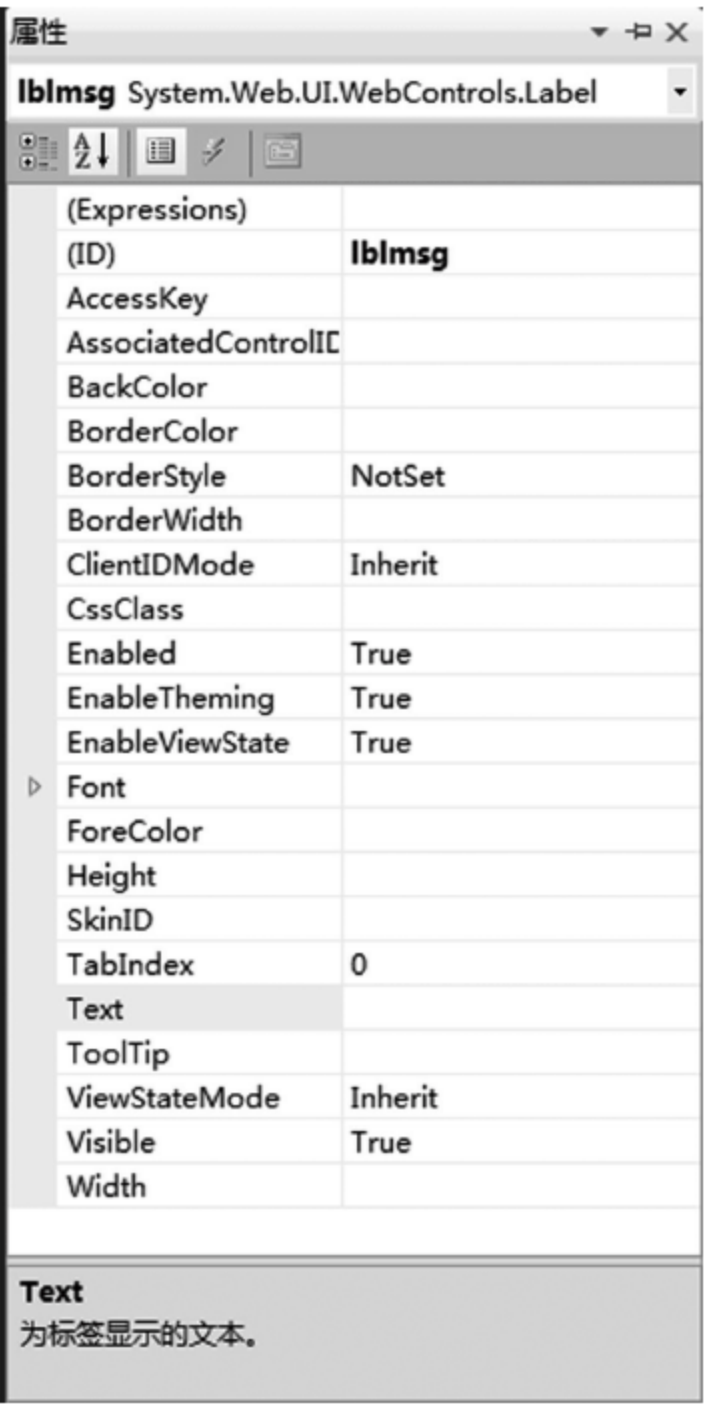 属性
lblmsg System.Web.UI.WebControls.Label
(Expressions)
(ID) lblmsg
AccessKey
AssociatedControlID
BackColor
BorderColor
BorderStyle NotSet
BorderWidth
ClientIDMode Inherit
CssClass
Enabled True
EnableTheming True
EnableViewState True
Font
ForeColor
Height
SkinID
TabIndex 0
Text
ToolTip
ViewStateMode Inherit
Visible True
Width
Text
为标签显示的文本。